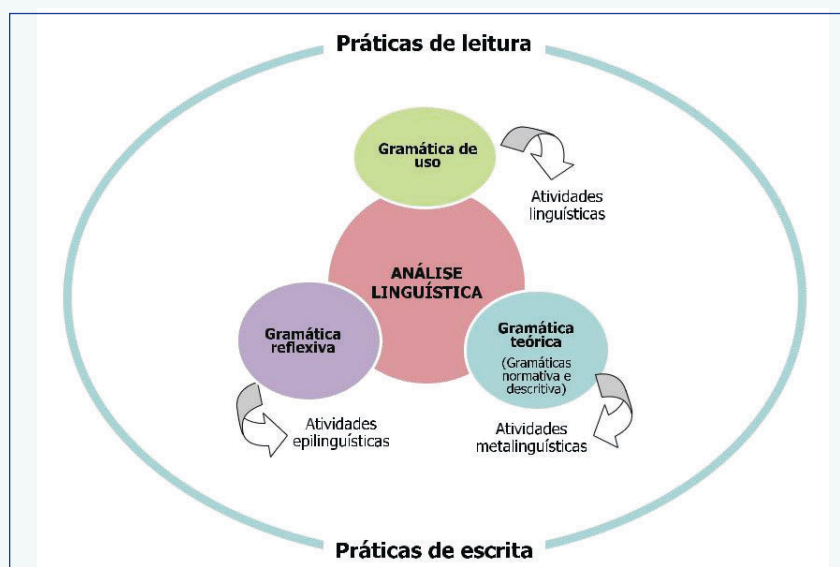 Práticas de leitura
Gramática de
uso
Atividades
linguísticas
ANÁLISE
LINGUÍSTICA
Gramática
reflexiva
Gramática
teórica
(Gramáticas
normativa e
descritiva)
Atividades
epilinguísticas
Atividades
metalinguísticas
Práticas de escrita